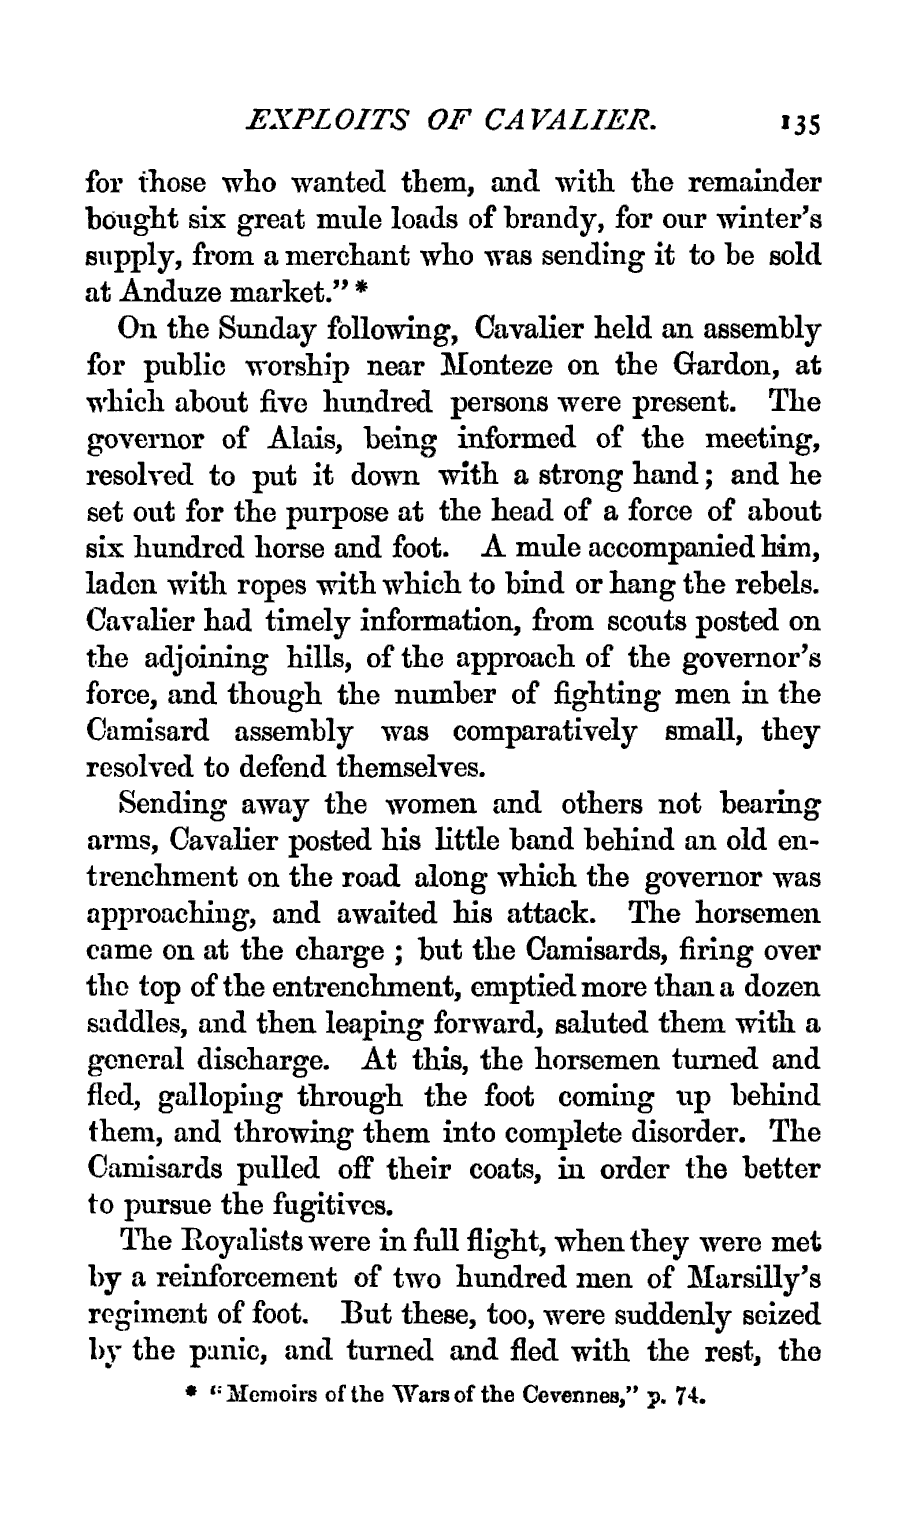 EXPLOITS OF CAVALIER. 135
for those who wanted them, and with the remainder
bought six great mule loads of brandy, for our winter's
supply, from a merchant who was sending it to be sold
at Anduze market." *
On the Sunday following, Cavalier held an assembly
for public worship near Monteze on the Gardon, at
which about five hundred persons were present. The
governor of Alais, being informed of the meeting,
resolved to put it down with a strong hand; and he
set out for the purpose at the head of a force of about
six hundred horse and foot. A mule accompanied him,
laden with ropes with which to bind or hang the rebels.
Cavalier had timely information, from scouts posted on
the adjoining hills, of the approach of the governor's
force, and though the number of fighting men in the
Camisard assembly was comparatively small, they
resolved to defend themselves.
Sending away the women and others not bearing
arms, Cavalier posted his little band behind an old en-
trenchment on the road along which the governor was
approaching, and awaited his attack. The horsemen
came on at the charge ; but the Camisards, firing over
the top of the entrenchment, emptied more than a dozen
saddles, and then leaping forward, saluted them with a
general discharge. At this, the horsemen turned and
fled, galloping through the foot coming up behind
them, and throwing them into complete disorder. The
Camisards pulled off their coats, in order the better
to pursue the fugitives.
The Royalists were in full flight, when they were met
by a reinforcement of two hundred men of Marsilly's
regiment of foot. But these, too, were suddenly seized
by the panic, and turned and fled with the rest, the
* "Memoirs of the Wars of the Cevennes," p. 74.